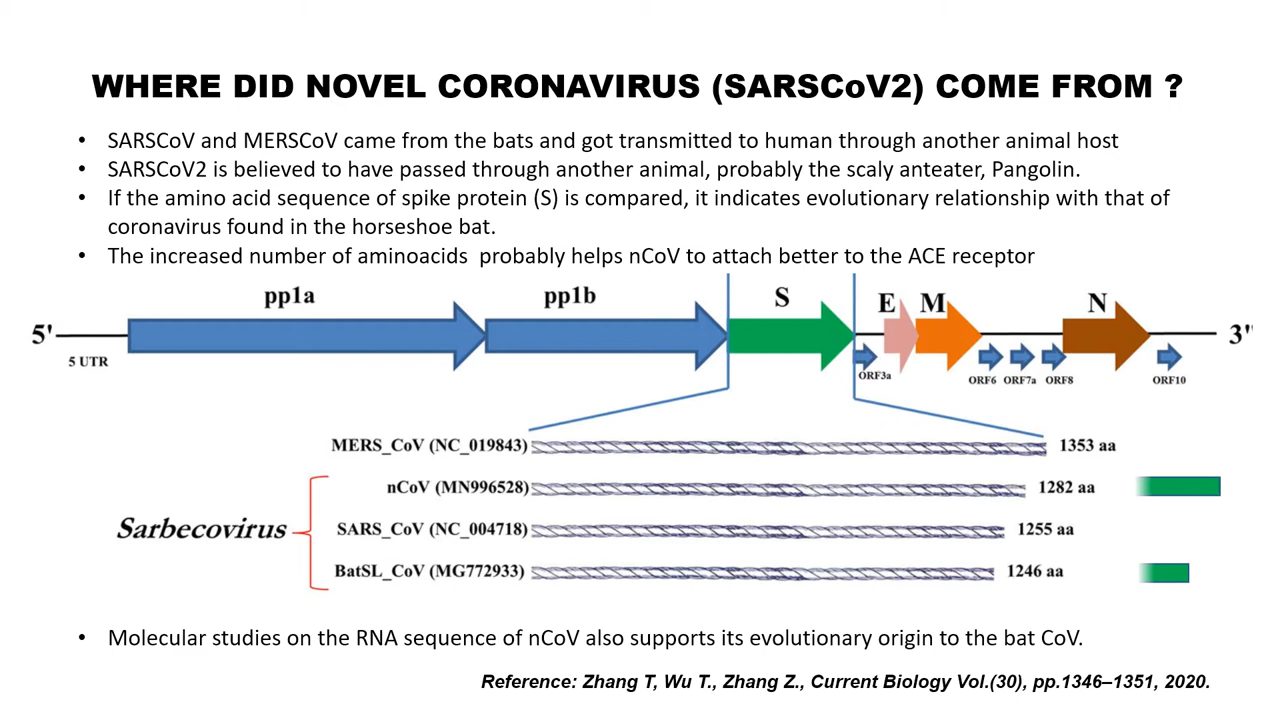 WHERE DID NOVEL CORONAVIRUS (SARSCoV2) COME FROM ?
• SARSCoV and MERSCoV came from the bats and got transmitted to human through another animal host
• SARSCoV2 is believed to have passed through another animal, probably the scaly anteater, Pangolin.
• If the amino acid sequence of spike protein (S) is compared, it indicates evolutionary relationship with that of
coronavirus found in the horseshoe bat.
• The increased number of aminoacids  probably helps nCoV to attach better to the ACE receptor
pp1a pp1b S E M N
5' 3"
5 UTR
ORF3a ORF6 ORF7a ORF8 ORF10
MERS_CoV (NC_019843) 1353 aa
nCoV (MN996528) 1282 aa
Sarbecovirus
SARS_CoV (NC_004718) 1255 aa
BatSL_CoV (MG772933) 1246 aa
• Molecular studies on the RNA sequence of nCoV also supports its evolutionary origin to the bat CoV.
Reference: Zhang T, Wu T., Zhang Z., Current Biology Vol.(30), pp.1346–1351, 2020.